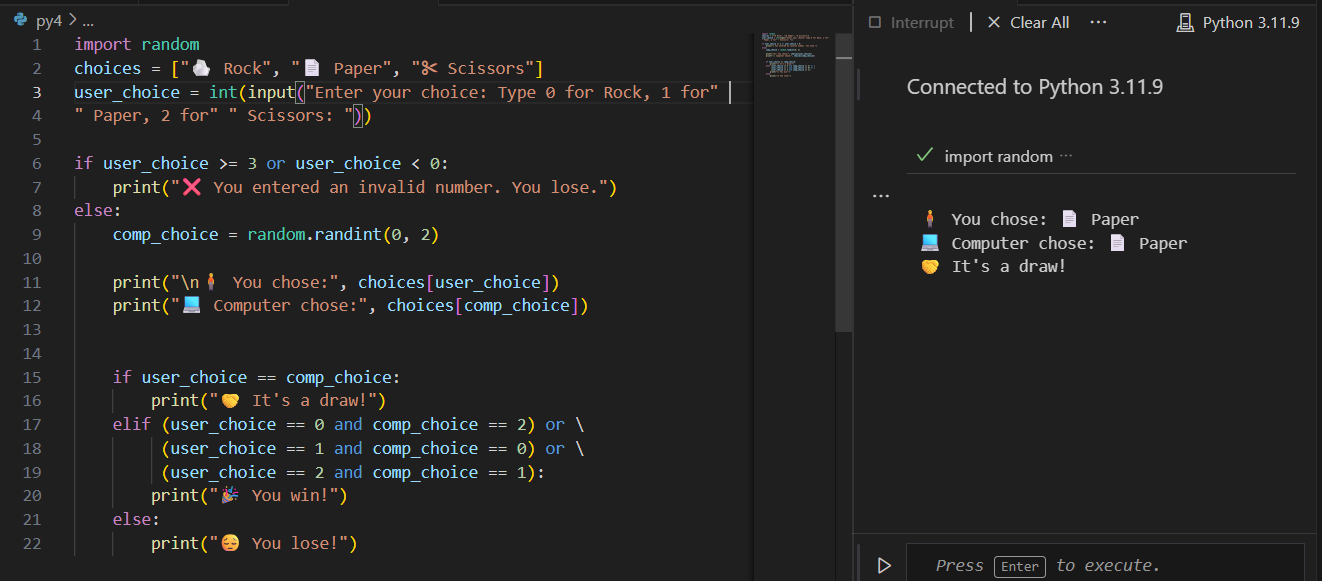 py4 > ...
1 import random
2 choices = ["🪨 Rock", "📄 Paper", "✂ Scissors"]
3 user_choice = int(input("Enter your choice: Type 0 for Rock, 1 for"
4 " Paper, 2 for" " Scissors: "))
5
6 if user_choice >= 3 or user_choice < 0:
7     print("❌ You entered an invalid number. You lose.")
8 else:
9     comp_choice = random.randint(0, 2)
10
11     print("\n🧍 You chose:", choices[user_choice])
12     print("💻 Computer chose:", choices[comp_choice])
13
14
15     if user_choice == comp_choice:
16         print("🤝 It's a draw!")
17     elif (user_choice == 0 and comp_choice == 2) or \
18          (user_choice == 1 and comp_choice == 0) or \
19          (user_choice == 2 and comp_choice == 1):
20         print("🎉 You win!")
21     else:
22         print("😥 You lose!")
Interrupt | × Clear All ··· Python 3.11.9
Connected to Python 3.11.9
✓ import random ···
...
🧍 You chose: 📄 Paper
💻 Computer chose: 📄 Paper
🤝 It's a draw!
Press Enter to execute.